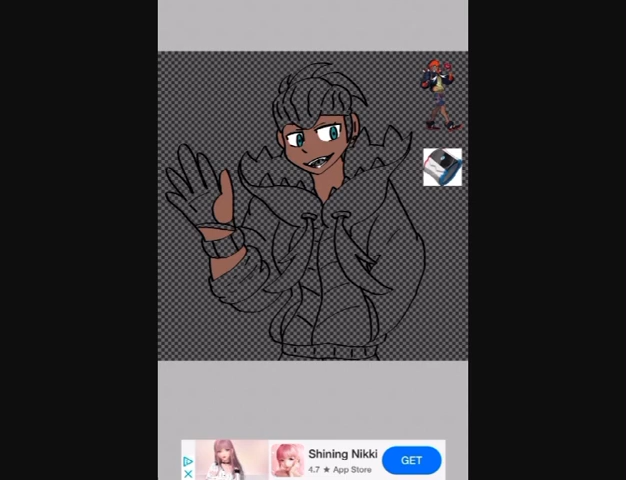 Shining Nikki
4.7 ★ App Store
GET